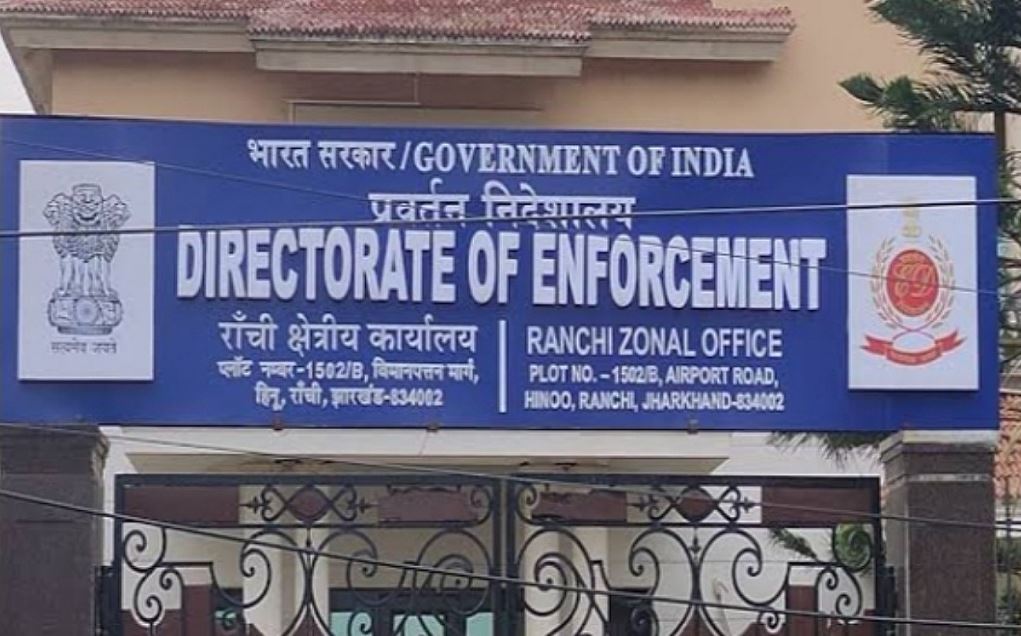 भारत सरकार/GOVERNMENT OF INDIA
प्रवर्तन निदेशालय
DIRECTORATE OF ENFORCEMENT
राँची क्षेत्रीय कार्यालय
प्लॉट नम्बर-1502/B, विमानपत्तन मार्ग,
हिनू, राँची, झारखंड-834002
RANCHI ZONAL OFFICE
PLOT NO. – 1502/B, AIRPORT ROAD,
HINOO, RANCHI, JHARKHAND-834002
सत्यमेव जयते
ED